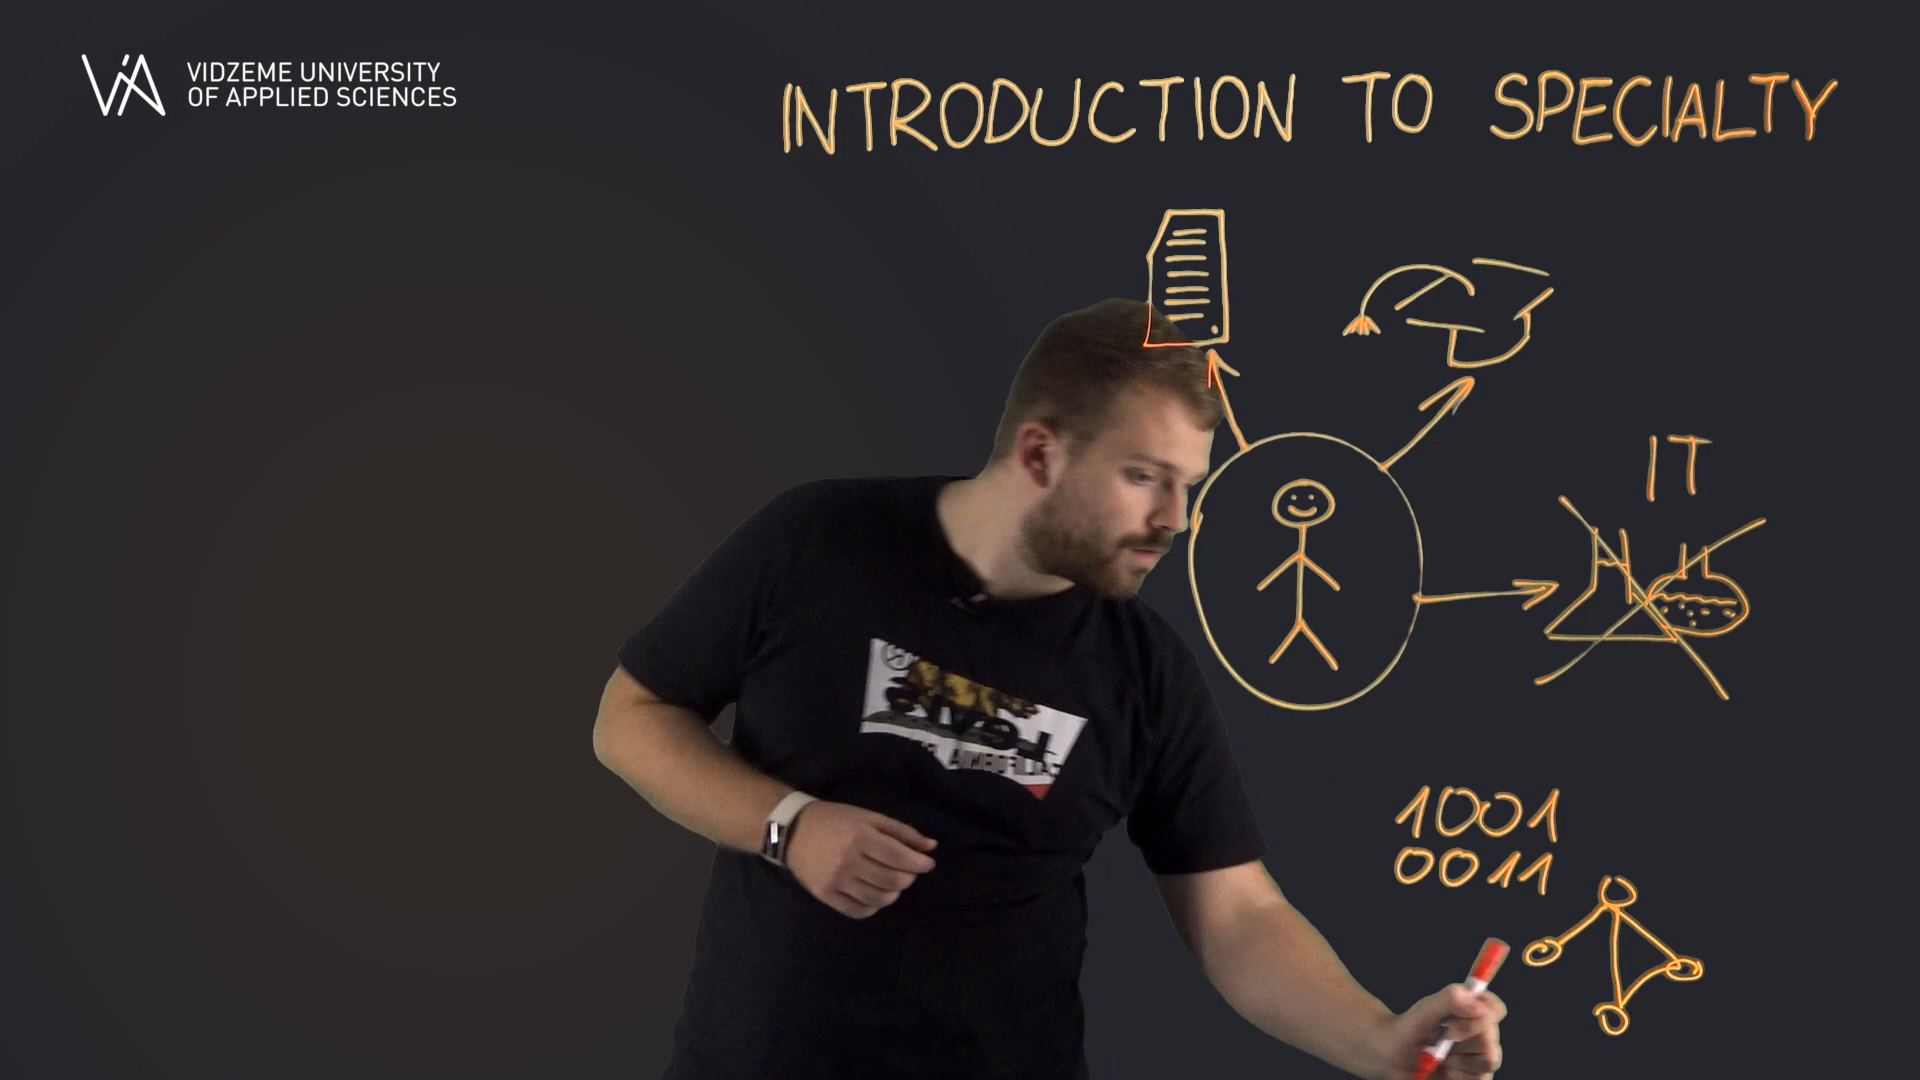 VIDZEME UNIVERSITY
OF APPLIED SCIENCES
INTRODUCTION TO SPECIALTY
IT
1001
0011